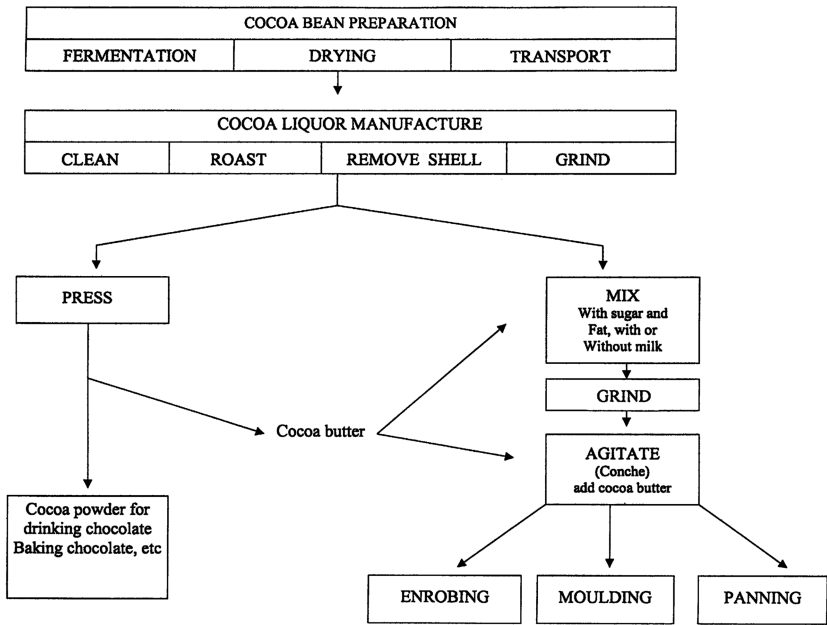 COCOA BEAN PREPARATION
FERMENTATION
DRYING
TRANSPORT
COCOA LIQUOR MANUFACTURE
CLEAN
ROAST
REMOVE SHELL
GRIND
PRESS
MIX
With sugar and
Fat, with or
Without milk
GRIND
Cocoa butter
AGITATE
(Conche)
add cocoa butter
Cocoa powder for
drinking chocolate
Baking chocolate, etc
ENROBING
MOULDING
PANNING